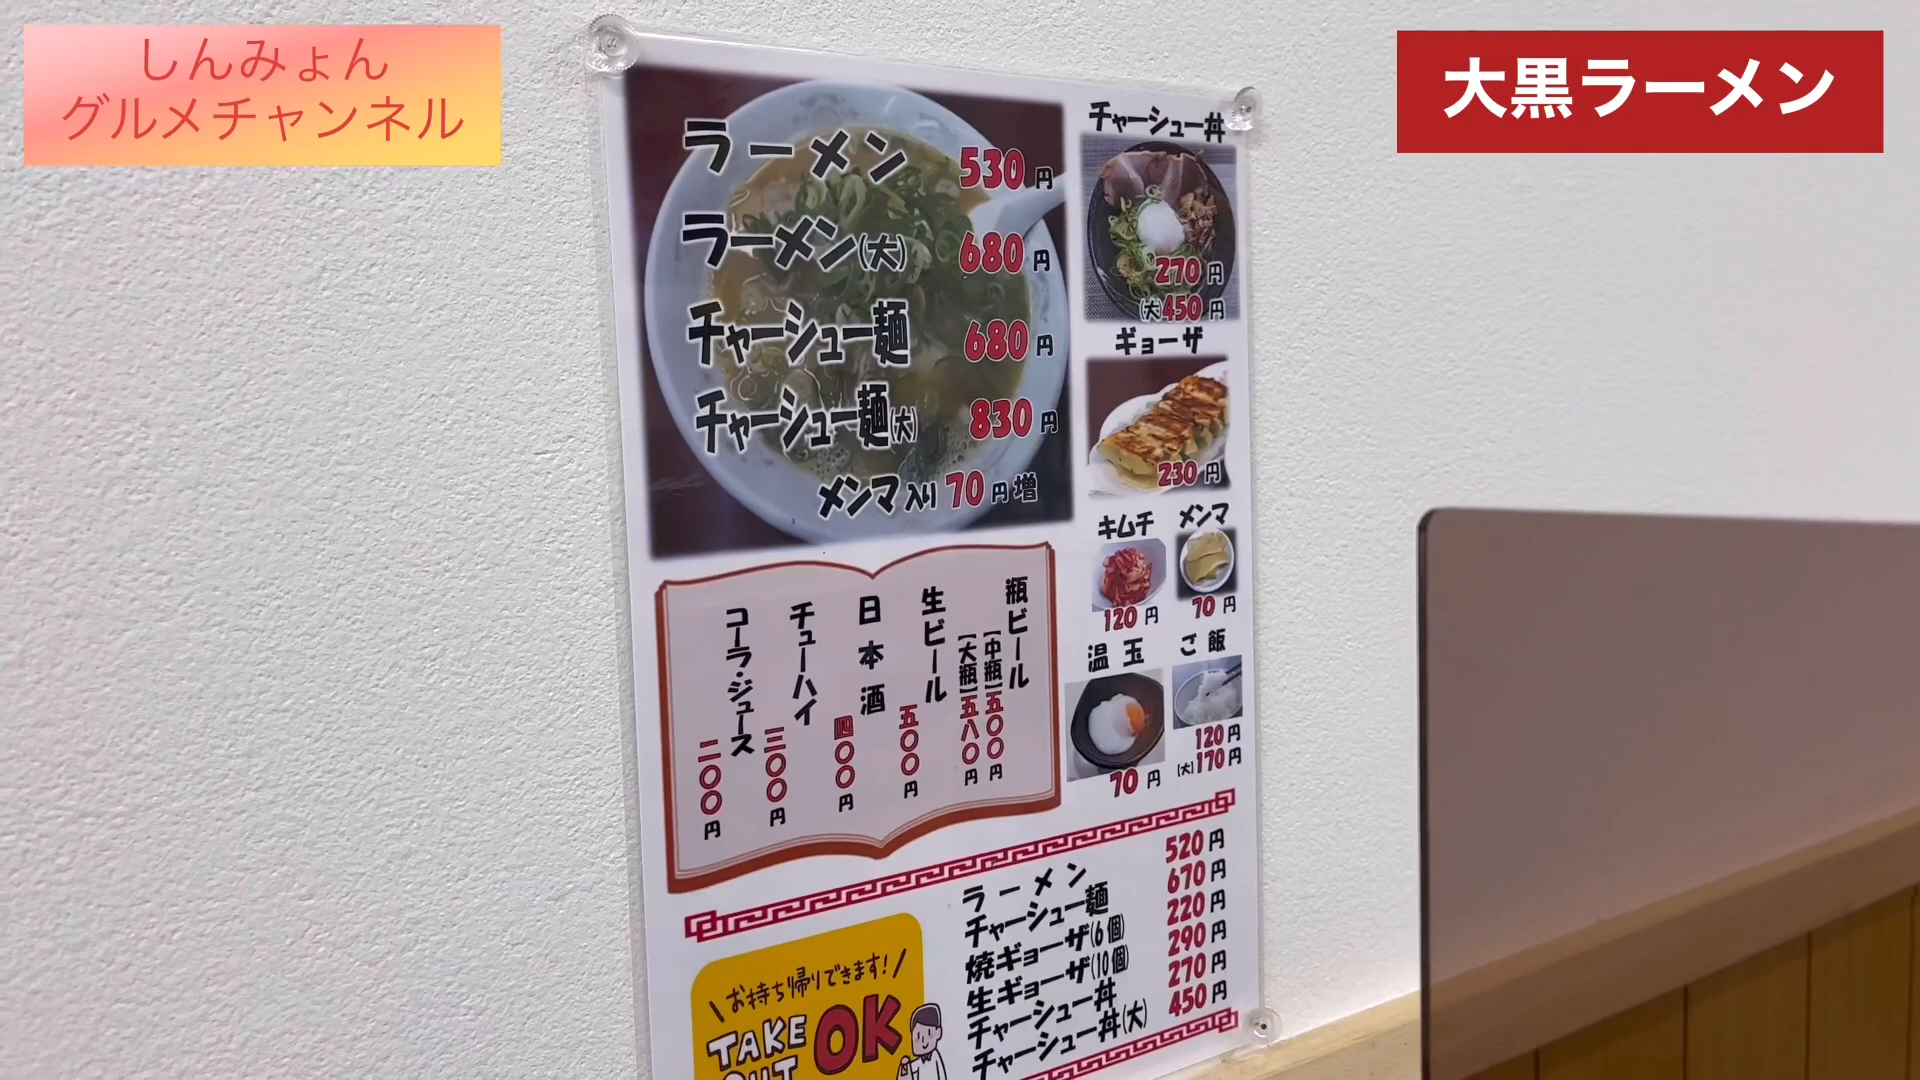 しんみょん
グルメチャンネル
大黒ラーメン
ラーメン 530円
ラーメン(大) 680円
チャーシュー麺 680円
チャーシュー麺(大) 830円
メンマ入り 70円増
チャーシュー丼
270円
(大)450円
ギョーザ
230円
キムチ
120円
メンマ
70円
温玉
70円
ご飯
120円
(大)170円
瓶ビール
【中瓶】五〇〇円
【大瓶】五八〇円
生ビール 五〇〇円
日本酒 四〇〇円
チューハイ 三〇〇円
コーラ・ジュース 二〇〇円
お持ち帰りできます!
TAKE OUT OK
ラーメン 520円
チャーシュー麺 670円
焼ギョーザ(6個) 220円
生ギョーザ(10個) 290円
チャーシュー丼 270円
チャーシュー丼(大) 450円